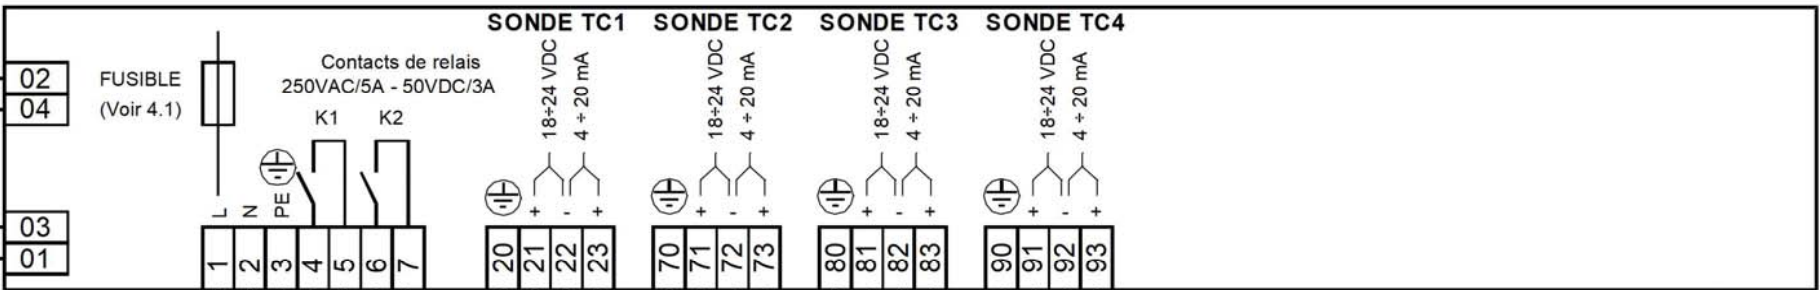 SONDE TC1 SONDE TC2 SONDE TC3 SONDE TC4
18÷24 VDC 4 ÷ 20 mA 18÷24 VDC 4 ÷ 20 mA 18÷24 VDC 4 ÷ 20 mA 18÷24 VDC 4 ÷ 20 mA
Contacts de relais
02 FUSIBLE 250VAC/5A - 50VDC/3A
04 (Voir 4.1) K1 K2
L N PE + - + + - + + - + + - +
03
01 1 2 3 4 5 6 7 20 21 22 23 70 71 72 73 80 81 82 83 90 91 92 93